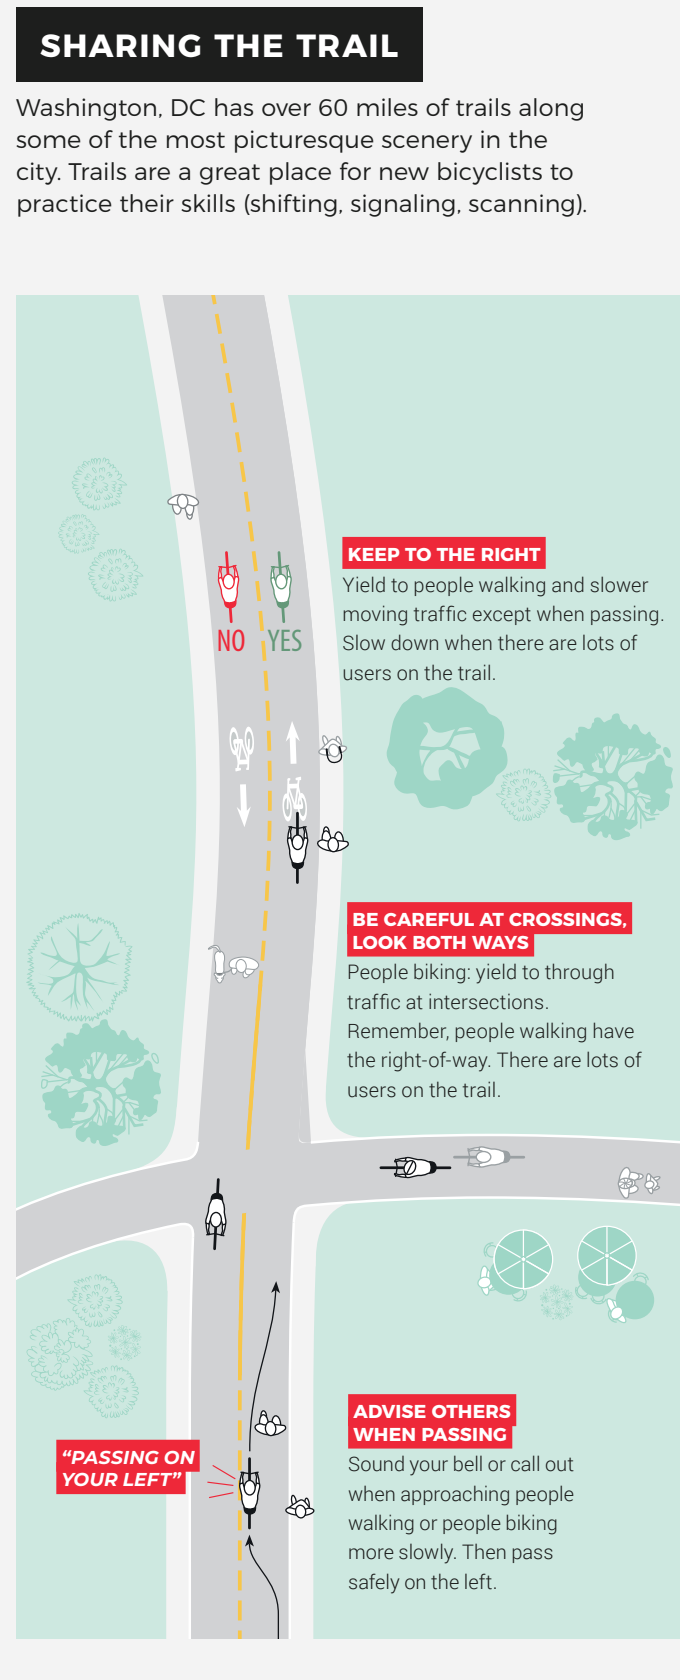 SHARING THE TRAIL
Washington, DC has over 60 miles of trails along
some of the most picturesque scenery in the
city. Trails are a great place for new bicyclists to
practice their skills (shifting, signaling, scanning).
KEEP TO THE RIGHT
Yield to people walking and slower
moving traffic except when passing.
Slow down when there are lots of
users on the trail.
NO YES
BE CAREFUL AT CROSSINGS,
LOOK BOTH WAYS
People biking: yield to through
traffic at intersections.
Remember, people walking have
the right-of-way. There are lots of
users on the trail.
ADVISE OTHERS
WHEN PASSING
Sound your bell or call out
when approaching people
walking or people biking
more slowly. Then pass
safely on the left.
“PASSING ON
YOUR LEFT”